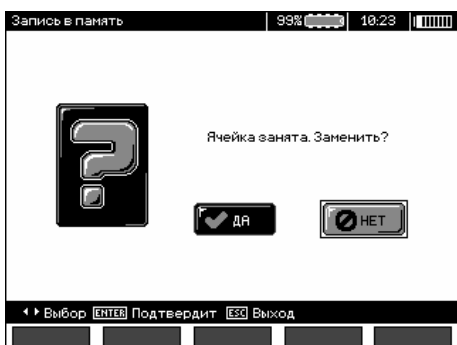 Запись в память 99% 10:23
Ячейка занята. Заменить?
ДА НЕТ
Выбор ENTER Подтвердит ESC Выход